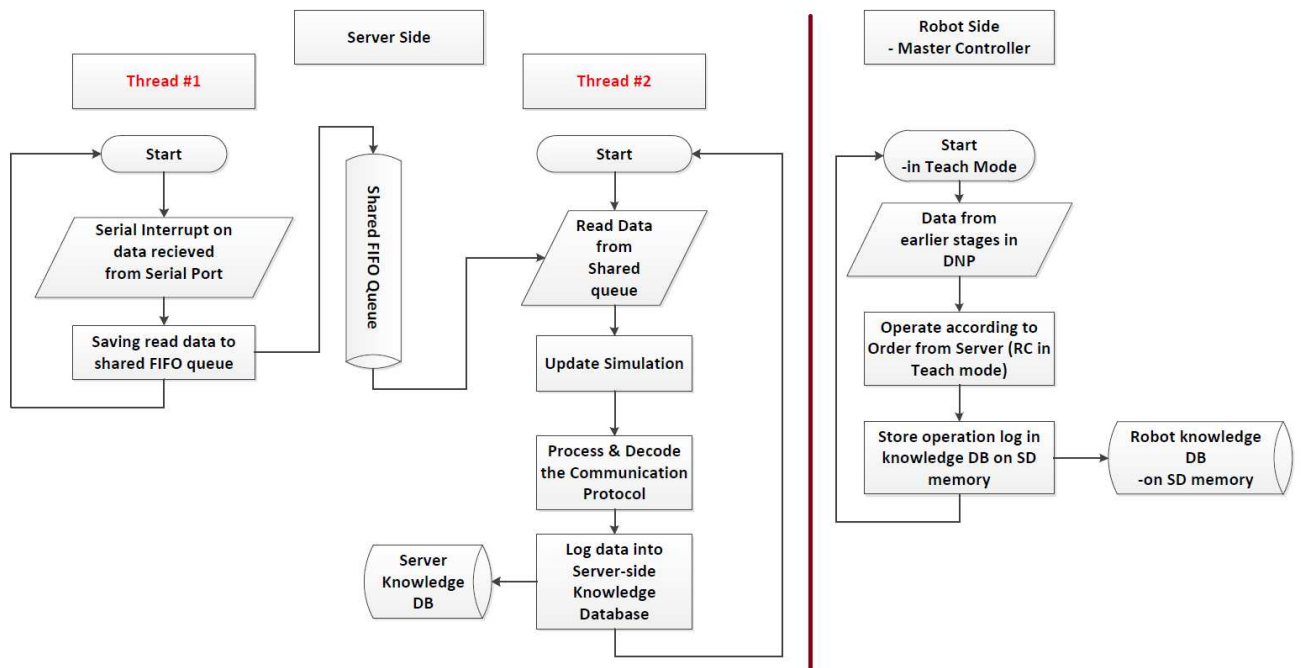 Server Side
Thread #1
Thread #2
Start
Serial Interrupt on
data recieved
from Serial Port
Saving read data to
shared FIFO queue
Shared FIFO Queue
Start
Read Data
from
Shared
queue
Update Simulation
Process & Decode
the Communication
Protocol
Log data into
Server-side
Knowledge
Database
Server
Knowledge
DB
Robot Side
- Master Controller
Start
-in Teach Mode
Data from
earlier stages in
DNP
Operate according to
Order from Server (RC in
Teach mode)
Store operation log in
knowledge DB on SD
memory
Robot knowledge
DB
-on SD memory